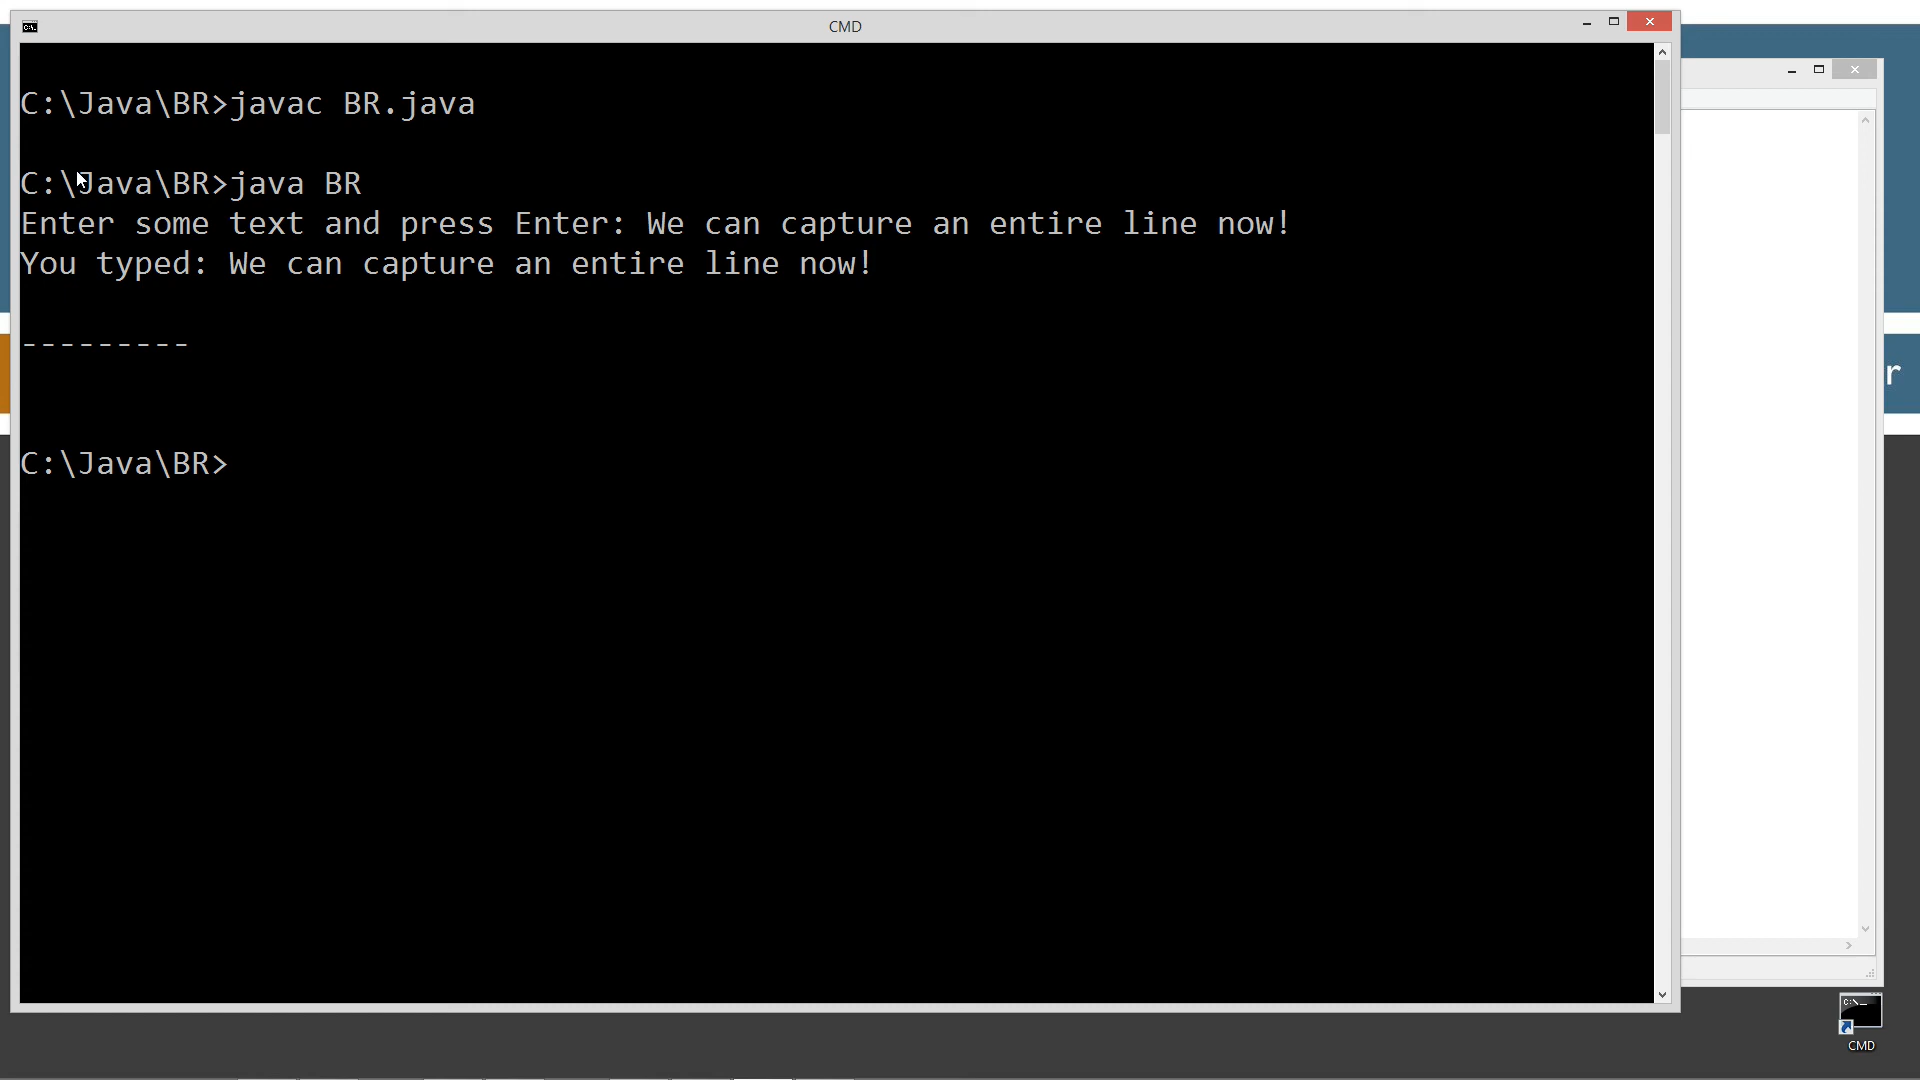 CMD
C:\Java\BR>javac BR.java
C:\Java\BR>java BR
Enter some text and press Enter: We can capture an entire line now!
You typed: We can capture an entire line now!
---------
r
C:\Java\BR>
CMD